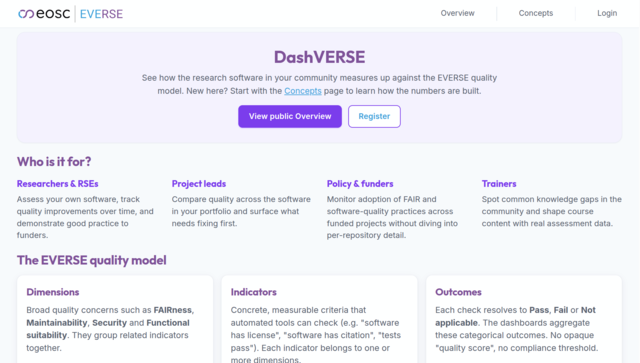 eosc EVERSE Overview Concepts Login
DashVERSE
See how the research software in your community measures up against the EVERSE quality
model. New here? Start with the Concepts page to learn how the numbers are built.
View public Overview Register
Who is it for?
Researchers & RSEs
Assess your own software, track
quality improvements over time, and
demonstrate good practice to
funders.
Project leads
Compare quality across the software
in your portfolio and surface what
needs fixing first.
Policy & funders
Monitor adoption of FAIR and
software-quality practices across
funded projects without diving into
per-repository detail.
Trainers
Spot common knowledge gaps in the
community and shape course
content with real assessment data.
The EVERSE quality model
Dimensions
Broad quality concerns such as FAIRness,
Maintainability, Security and Functional
suitability. They group related indicators
together.
Indicators
Concrete, measurable criteria that
automated tools can check (e.g. "software
has license", "software has citation", "tests
pass"). Each indicator belongs to one or
more dimensions.
Outcomes
Each check resolves to Pass, Fail or Not
applicable. The dashboards aggregate
these categorical outcomes. No opaque
"quality score", no compliance threshold.